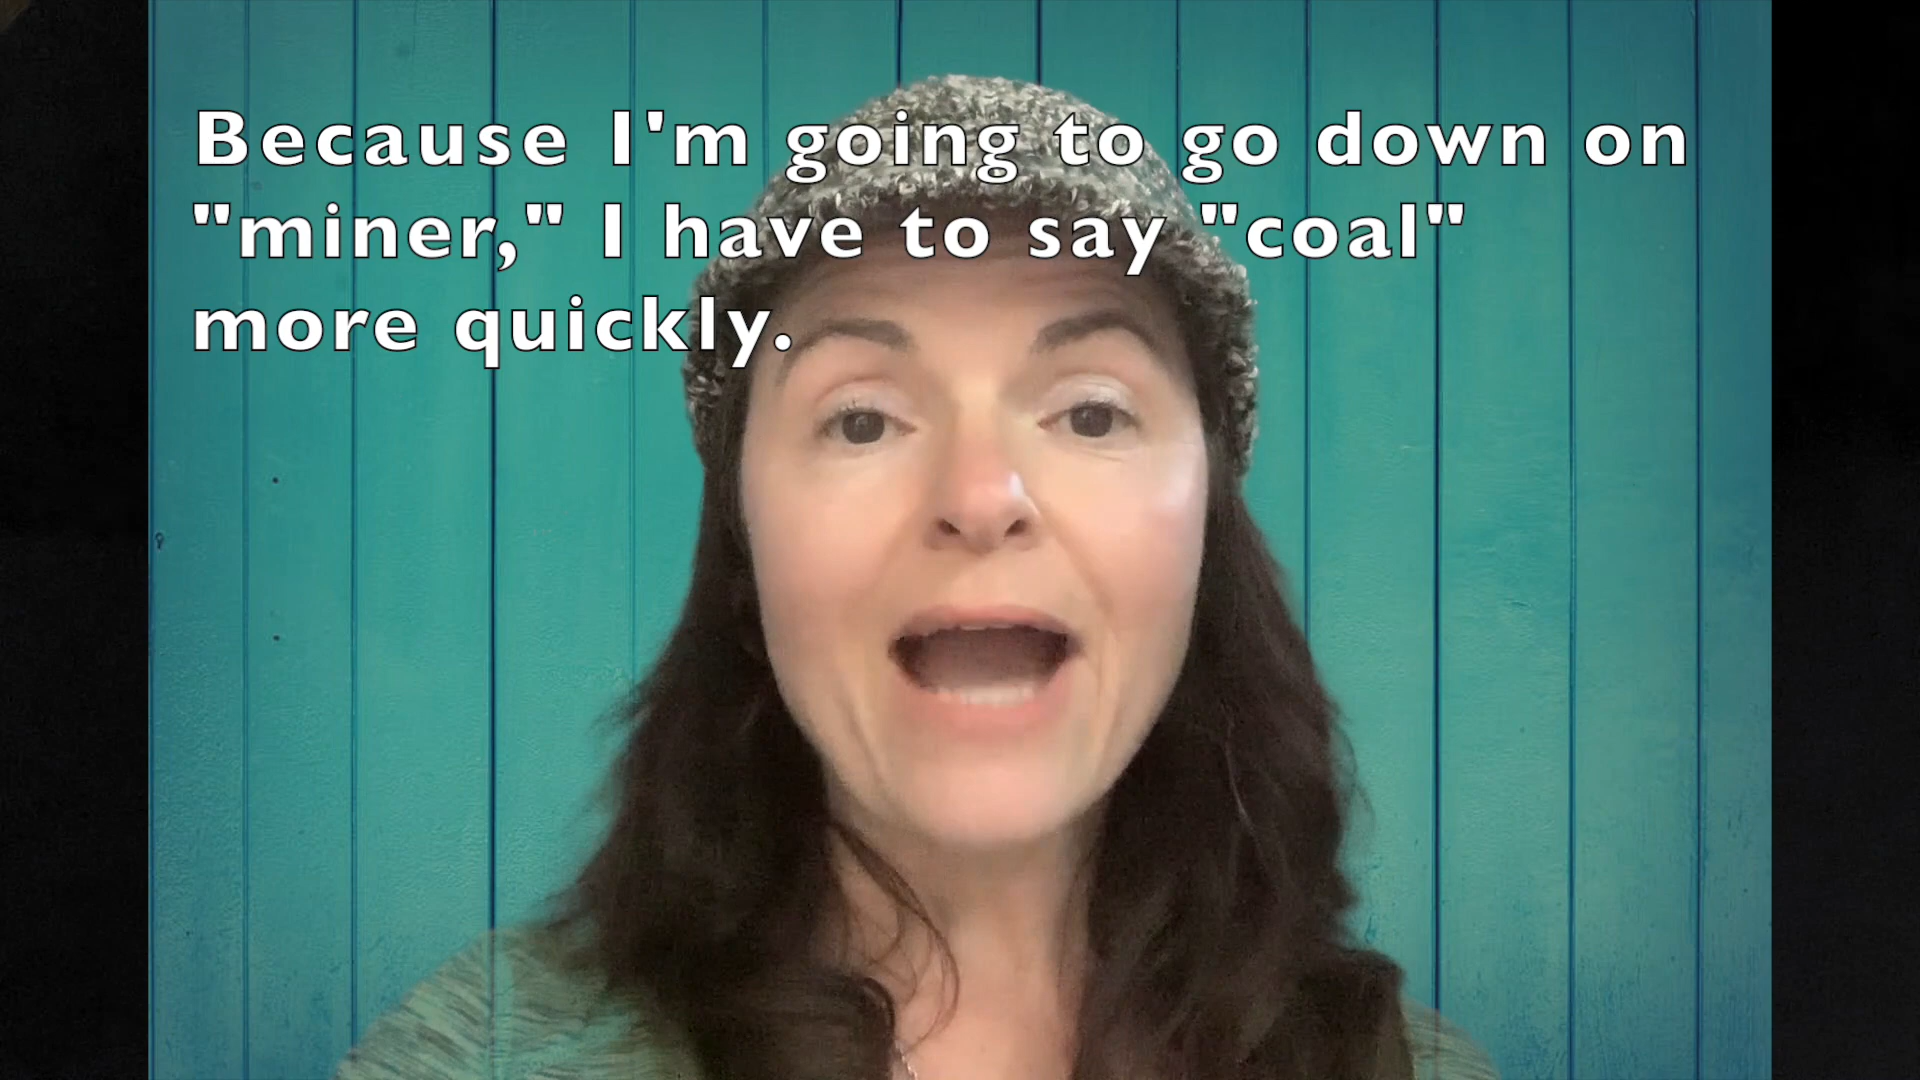 Because I'm going to go down on
"miner," I have to say "coal"
more quickly.